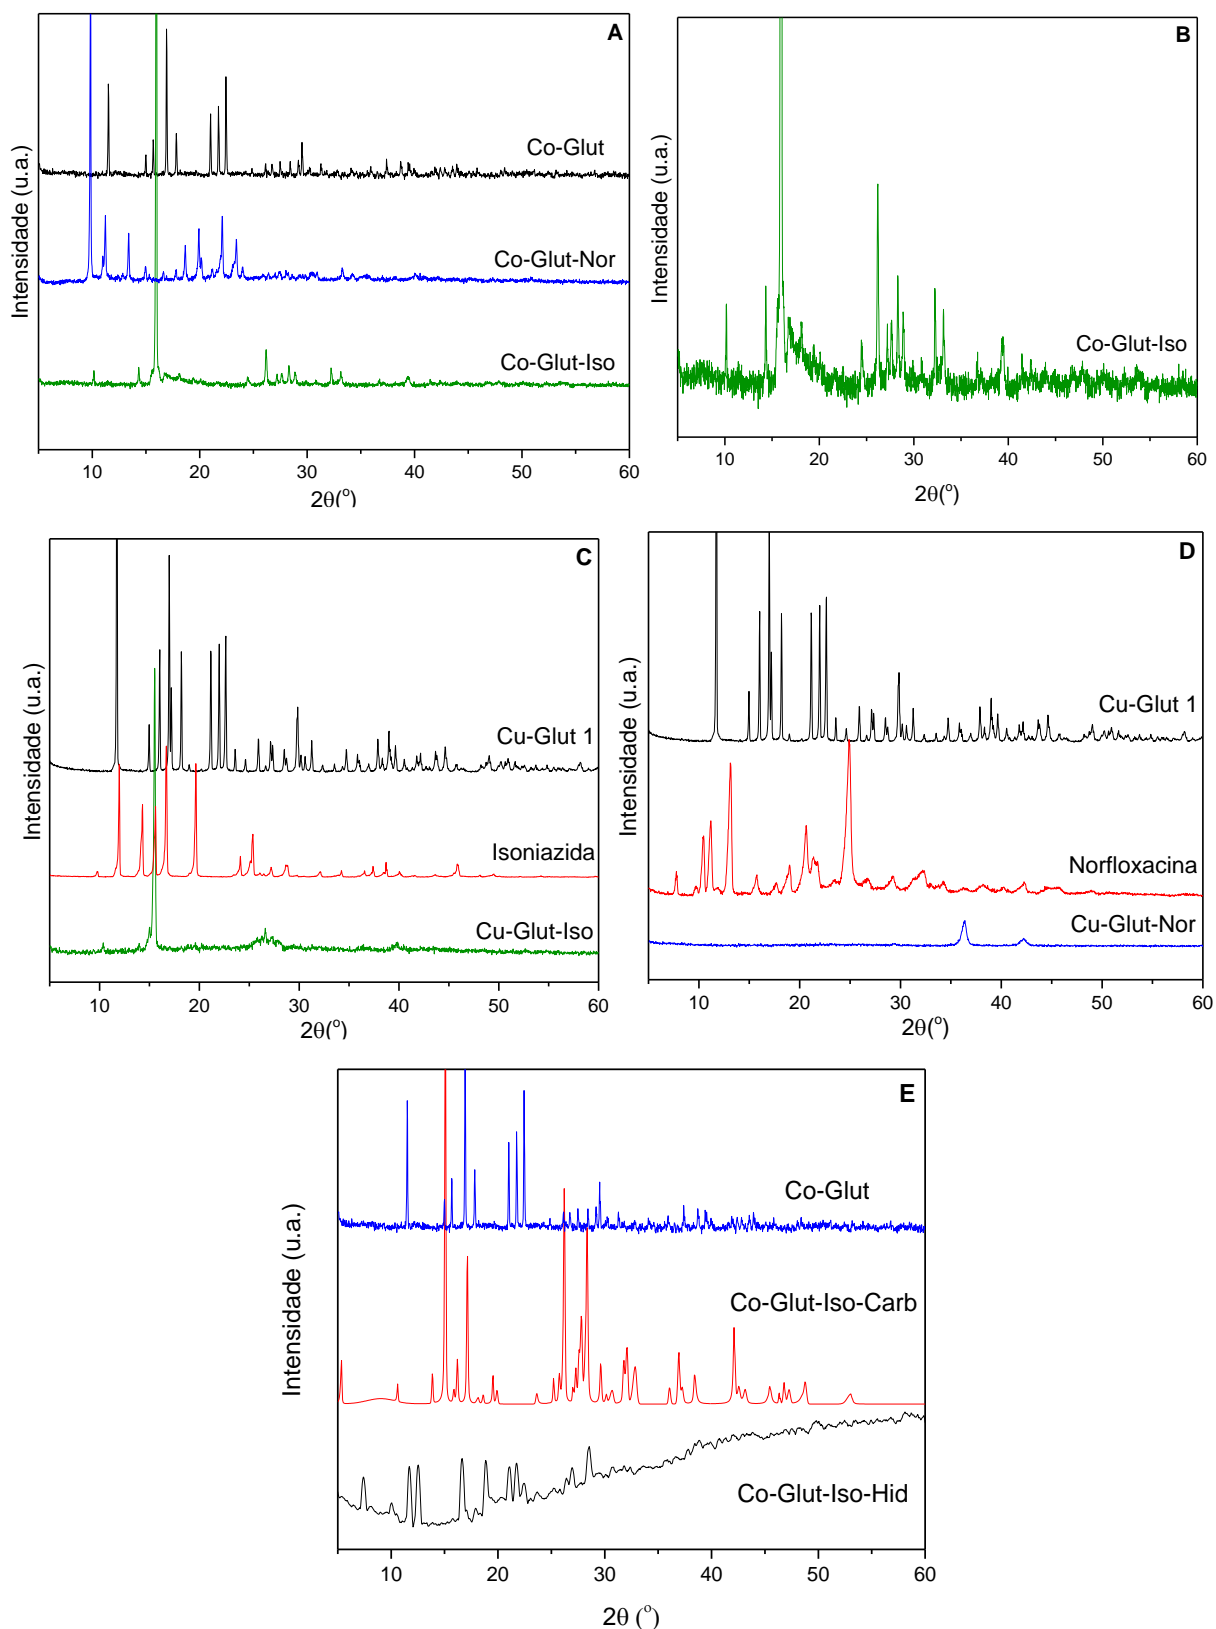 A
Intensidade (u.a.)
Co-Glut
Co-Glut-Nor
Co-Glut-Iso
10 20 30 40 50 60
2θ(°)
B
Intensidade (u.a.)
Co-Glut-Iso
10 20 30 40 50 60
2θ(°)
C
Intensidade (u.a.)
Cu-Glut 1
Isoniazida
Cu-Glut-Iso
10 20 30 40 50 60
2θ(°)
D
Intensidade (u.a.)
Cu-Glut 1
Norfloxacina
Cu-Glut-Nor
10 20 30 40 50 60
2θ(°)
E
Intensidade (u.a.)
Co-Glut
Co-Glut-Iso-Carb
Co-Glut-Iso-Hid
10 20 30 40 50 60
2θ (°)